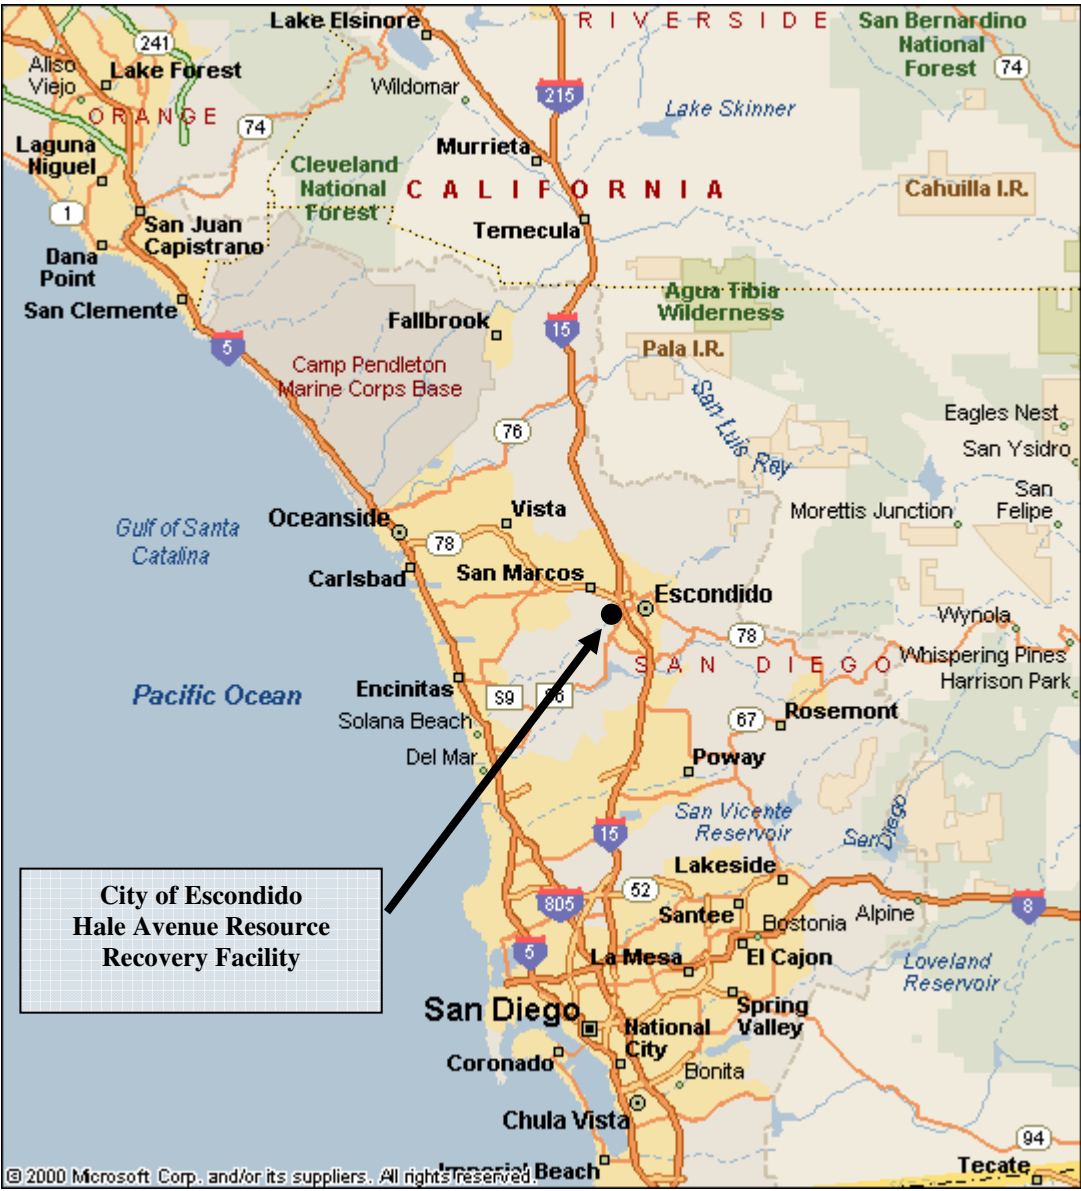 Lake Elsinore
R I V E R S I D E
San Bernardino
National
Forest
74
241
Aliso
Viejo
Lake Forest
Wildomar
215
Lake Skinner
O R A N G E
74
Laguna
Niguel
Murrieta
Cleveland
National
Forest
C A L I F O R N I A
Cahuilla I.R.
1
San Juan
Capistrano
Temecula
Dana
Point
San Clemente
Agua Tibia
Wilderness
Fallbrook
15
5
Pala I.R.
Camp Pendleton
Marine Corps Base
San Luis Rey
Eagles Nest
76
San Ysidro
San
Felipe
Morettis Junction
Gulf of Santa
Catalina
Oceanside
Vista
78
Carlsbad
San Marcos
Escondido
Wynola
78
S A N D I E G O
Whispering Pines
Harrison Park
Pacific Ocean
Encinitas
S9
S6
Solana Beach
67
Rosemont
Del Mar
Poway
San Vicente
Reservoir
San Diego
15
Lakeside
City of Escondido
Hale Avenue Resource
Recovery Facility
52
805
Santee
Bostonia
Alpine
8
5
La Mesa
El Cajon
Loveland
Reservoir
San Diego
Spring
Valley
National
City
Coronado
Bonita
Chula Vista
94
Tecate
Imperial Beach
© 2000 Microsoft Corp. and/or its suppliers. All rights reserved.